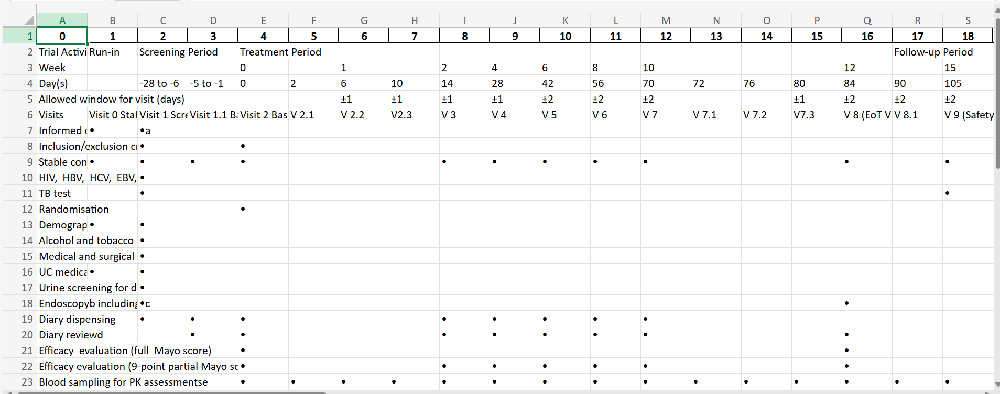 A B C D E F G H I J K L M N O P Q R S
1 0 1 2 3 4 5 6 7 8 9 10 11 12 13 14 15 16 17 18
2 Trial Activi Run-in Screening Period Treatment Period Follow-up Period
3 Week 0 1 2 4 6 8 10 12 15
4 Day(s) -28 to -6 -5 to -1 0 2 6 10 14 28 42 56 70 72 76 80 84 90 105
5 Allowed window for visit (days) ±1 ±1 ±1 ±1 ±2 ±2 ±2 ±1 ±2 ±2 ±2
6 Visits Visit 0 Stal Visit 1 Scre Visit 1.1 Ba Visit 2 Bas V 2.1 V 2.2 V2.3 V 3 V 4 V 5 V 6 V 7 V 7.1 V 7.2 V7.3 V 8 (EoT V V 8.1 V 9 (Safety
7 Informed c • •a
8 Inclusion/exclusion cr • •
9 Stable con • • • • • • • • • • •
10 HIV, HBV, HCV, EBV, •
11 TB test • •
12 Randomisation •
13 Demograp • •
14 Alcohol and tobacco •
15 Medical and surgical •
16 UC medica • •
17 Urine screening for d •
18 Endoscopyb including •c •
19 Diary dispensing • • • • • • • •
20 Diary reviewd • • • • • • • •
21 Efficacy evaluation (full Mayo score) • •
22 Efficacy evaluation (9-point partial Mayo sc • • • • • • •
23 Blood sampling for PK assessmentse • • • • • • • • • • • • • • •